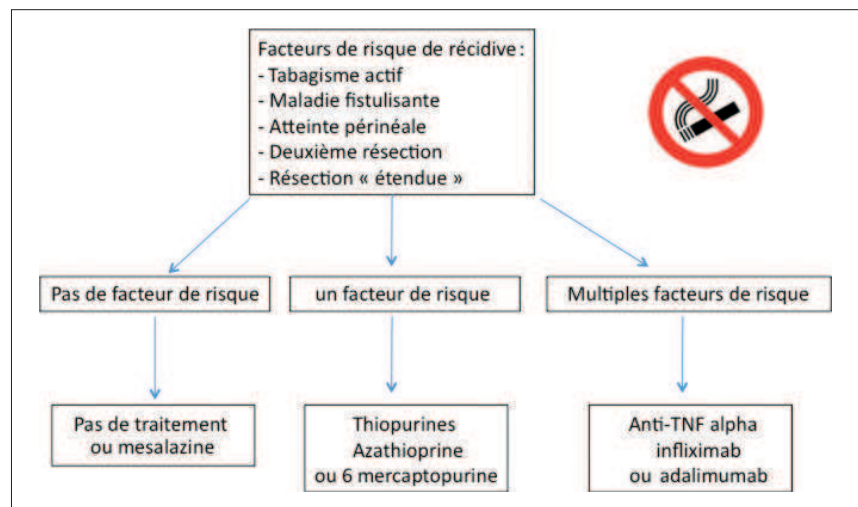 Facteurs de risque de récidive :
- Tabagisme actif
- Maladie fistulisante
- Atteinte périnéale
- Deuxième résection
- Résection « étendue »
Pas de facteur de risque
un facteur de risque
Multiples facteurs de risque
Pas de traitement
ou mesalazine
Thiopurines
Azathioprine
ou 6 mercaptopurine
Anti-TNF alpha
infliximab
ou adalimumab